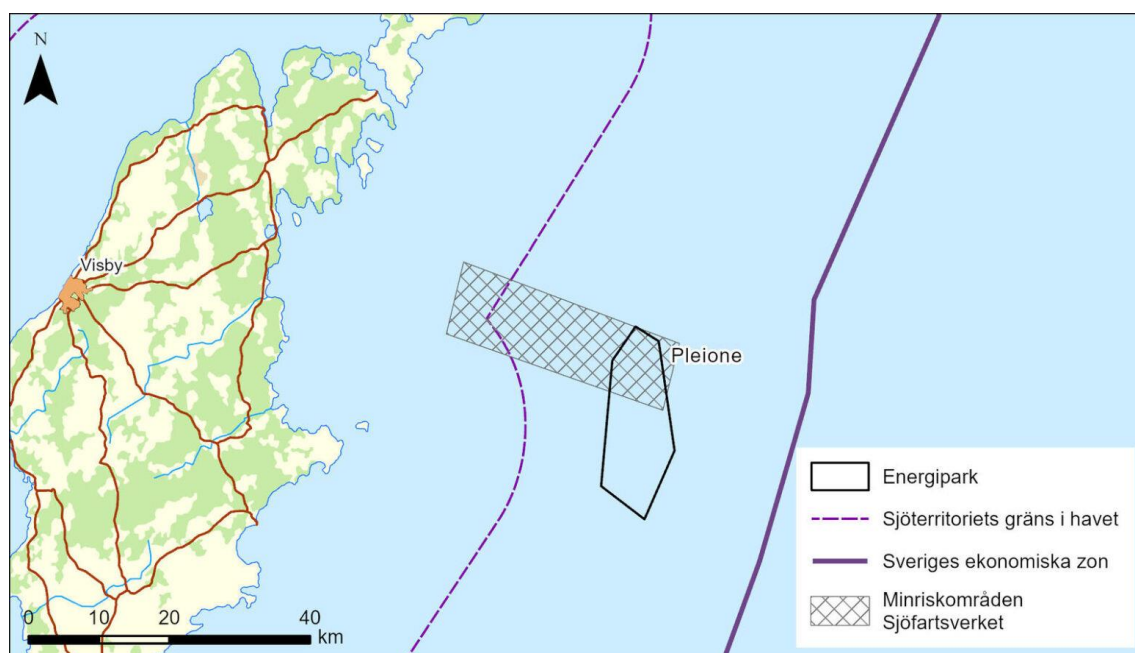 N
Visby
Pleione
0 10 20 40
km
Energipark
Sjöterritoriets gräns i havet
Sveriges ekonomiska zon
Minriskområden
Sjöfartsverket